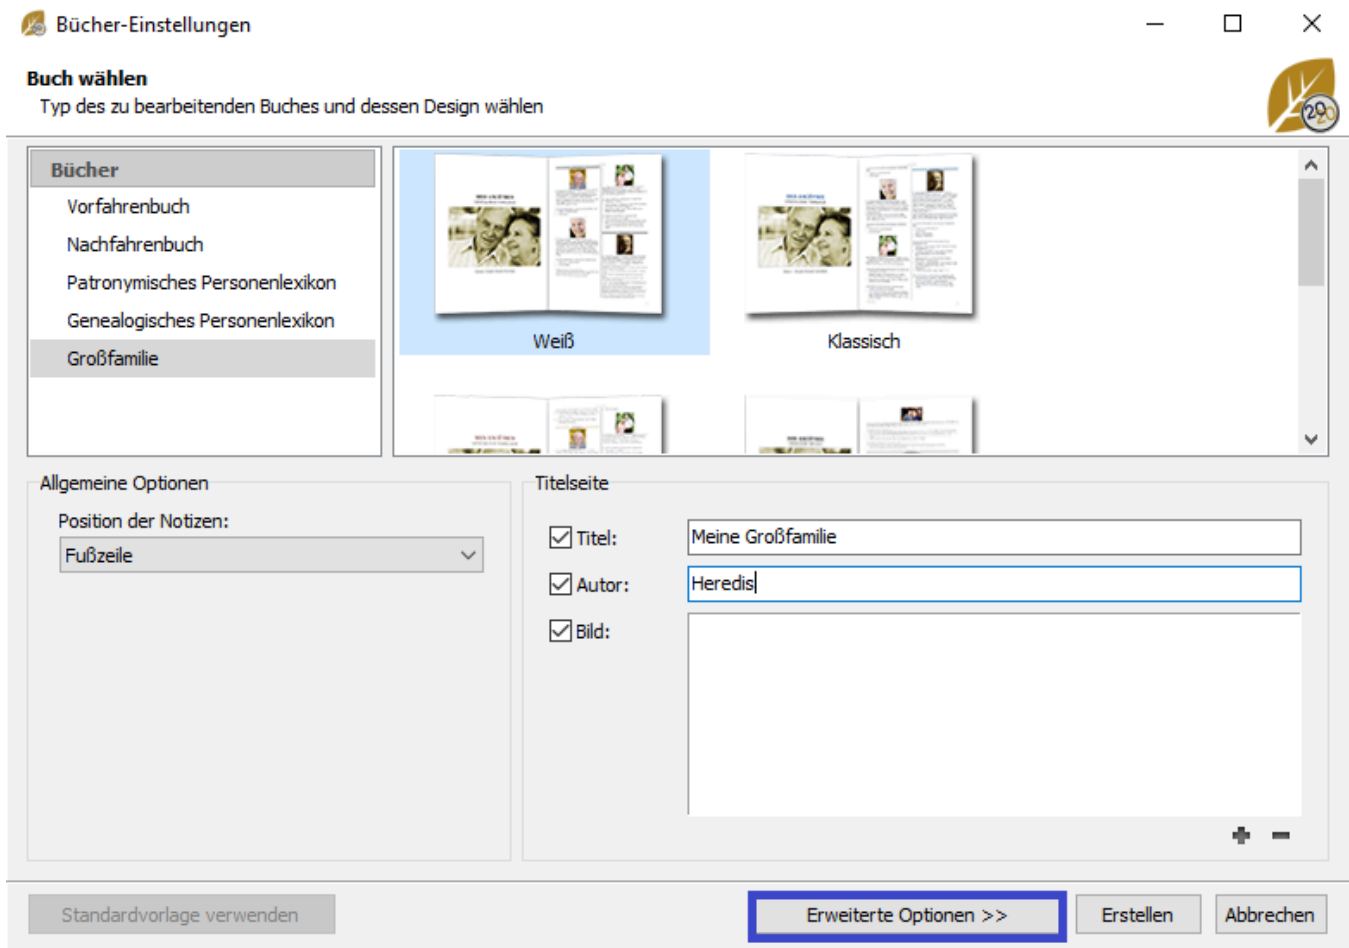 Bücher-Einstellungen
Buch wählen
Typ des zu bearbeitenden Buches und dessen Design wählen
2020
Bücher
Vorfahrenbuch
Nachfahrenbuch
Patronymisches Personenlexikon
Genealogisches Personenlexikon
Großfamilie
Weiß
Klassisch
Allgemeine Optionen
Position der Notizen:
Fußzeile
Titelseite
Titel:
Meine Großfamilie
Autor:
Heredis
Bild:
Standardvorlage verwenden
Erweiterte Optionen >>
Erstellen
Abbrechen